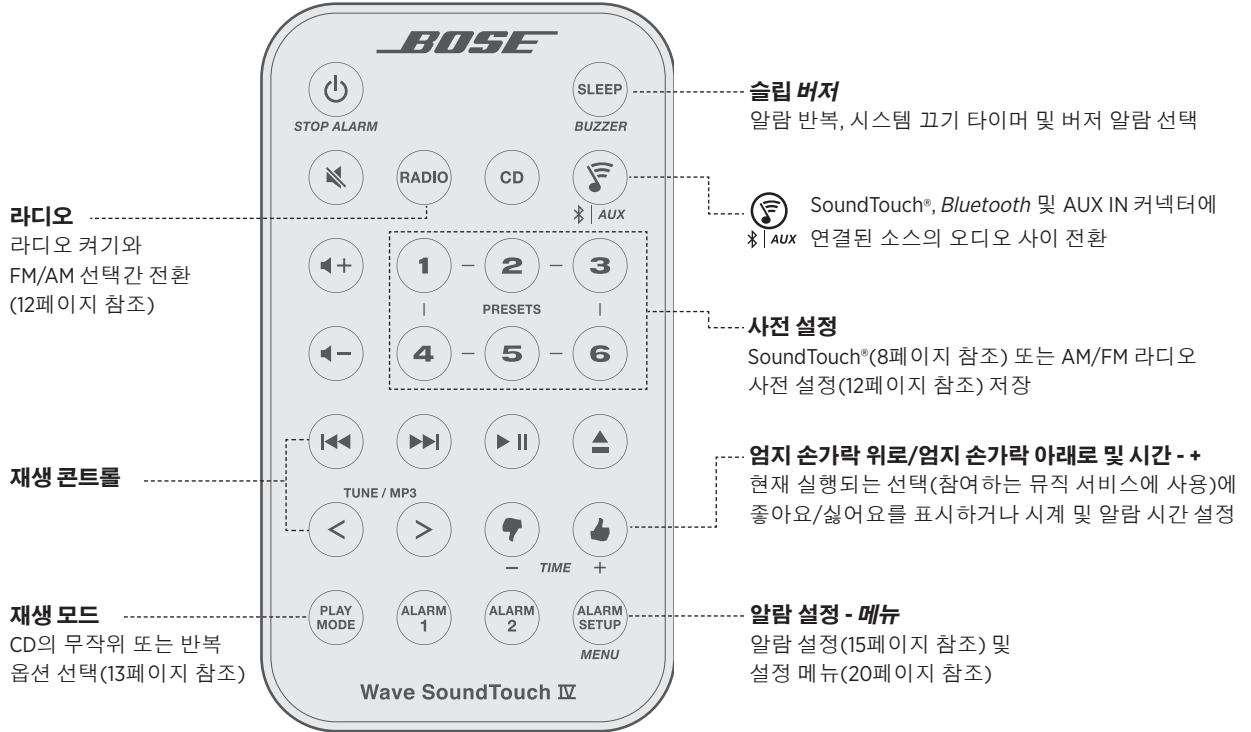 BOSE
STOP ALARM
SLEEP
BUZZER
RADIO
CD
AUX
1 - 2 - 3
PRESETS
4 - 5 - 6
TUNE / MP3
- TIME +
PLAY MODE
ALARM 1
ALARM 2
ALARM SETUP
MENU
Wave SoundTouch IV
라디오
라디오 켜기와
FM/AM 선택간 전환
(12페이지 참조)
재생 콘트롤
재생 모드
CD의 무작위 또는 반복
옵션 선택(13페이지 참조)
슬립 버저
알람 반복, 시스템 끄기 타이머 및 버저 알람 선택
SoundTouch®, Bluetooth 및 AUX IN 커넥터에
AUX 연결된 소스의 오디오 사이 전환
사전 설정
SoundTouch®(8페이지 참조) 또는 AM/FM 라디오
사전 설정(12페이지 참조) 저장
엄지 손가락 위로/엄지 손가락 아래로 및 시간 - +
현재 실행되는 선택(참여하는 뮤직 서비스에 사용)에
좋아요/싫어요를 표시하거나 시계 및 알람 시간 설정
알람 설정 - 메뉴
알람 설정(15페이지 참조) 및
설정 메뉴(20페이지 참조)